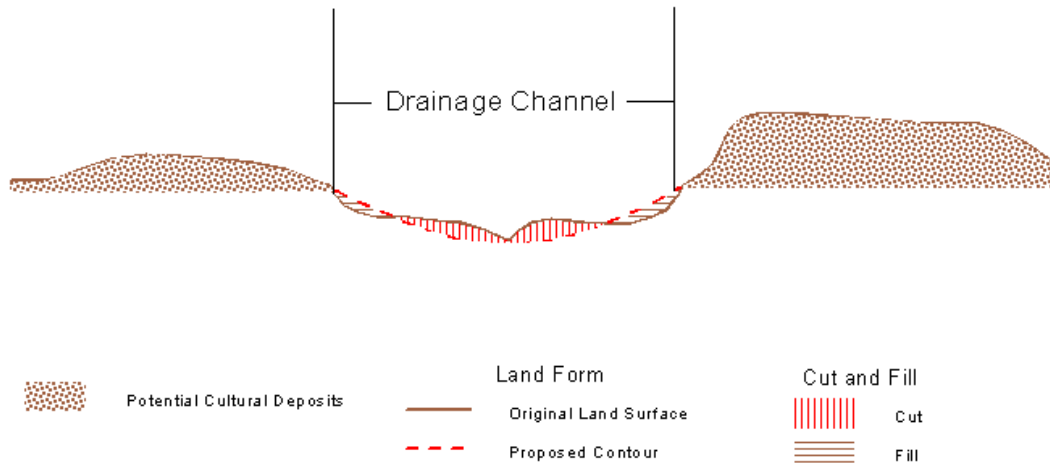 Drainage Channel
Land Form
Cut and Fill
Potential Cultural Deposits
Original Land Surface
Cut
Proposed Contour
Fill